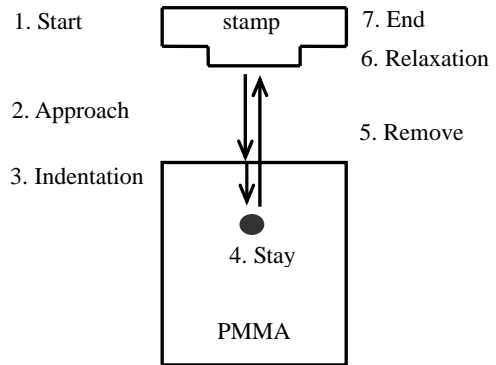 1. Start
stamp
7. End
6. Relaxation
2. Approach
5. Remove
3. Indentation
4. Stay
PMMA